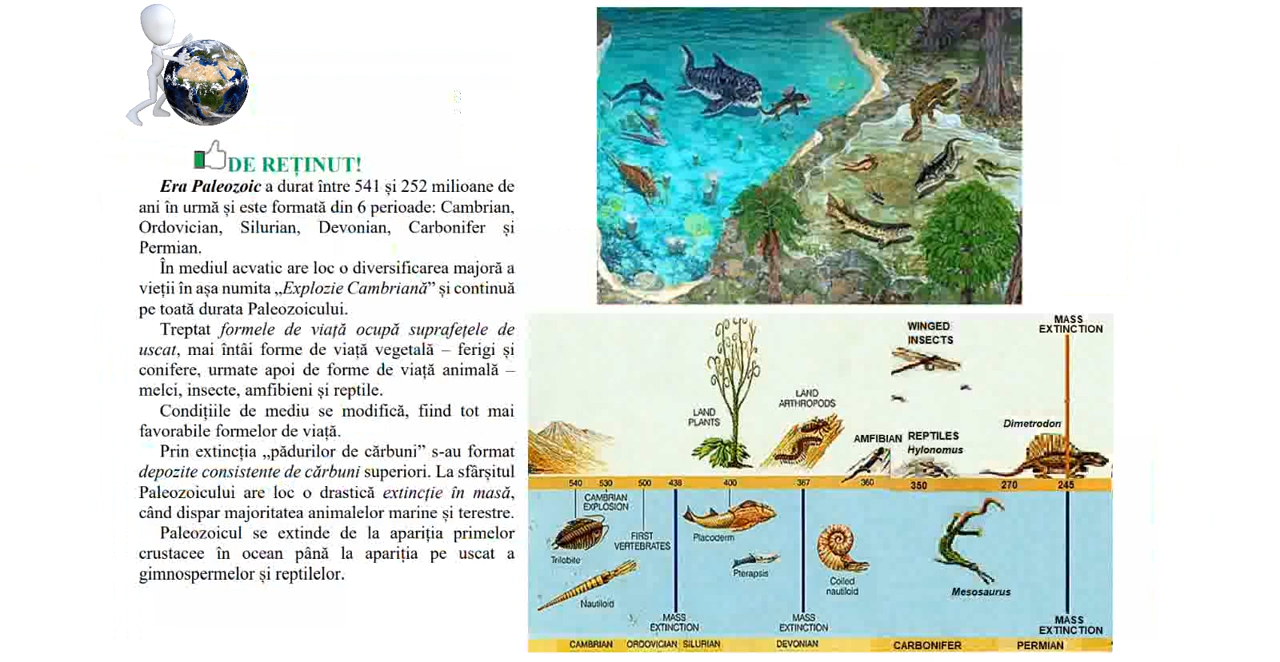 DE REȚINUT!
Era Paleozoic a durat între 541 și 252 milioane de
ani în urmă și este formată din 6 perioade: Cambrian,
Ordovician, Silurian, Devonian, Carbonifer și
Permian.
În mediul acvatic are loc o diversificarea majoră a
vieții în așa numita „Explozie Cambriană” și continuă
pe toată durata Paleozoicului.
Treptat formele de viață ocupă suprafețele de
uscat, mai întâi forme de viață vegetală – ferigi și
conifere, urmate apoi de forme de viață animală –
melci, insecte, amfibieni și reptile.
Condițiile de mediu se modifică, fiind tot mai
favorabile formelor de viață.
Prin extincția „pădurilor de cărbuni” s-au format
depozite consistente de cărbuni superiori. La sfârșitul
Paleozoicului are loc o drastică extincție în masă,
când dispar majoritatea animalelor marine și terestre.
Paleozoicul se extinde de la apariția primelor
crustacee în ocean până la apariția pe uscat a
gimnospermelor și reptilelor.
MASS
EXTINCTION
WINGED
INSECTS
LAND
ARTHROPODS
LAND
PLANTS
Dimetrodon
AMFIBIAN
REPTILES
Hylonomus
540 530 500 438 400 367 360 350 270 245
CAMBRIAN
EXPLOSION
FIRST
VERTEBRATES
Placoderm
Trilobite
Pterapsis
Coiled
nautiloid
Mesosaurus
Nautiloid
MASS
EXTINCTION
MASS
EXTINCTION
MASS
EXTINCTION
CAMBRIAN ORDOVICIAN SILURIAN DEVONIAN CARBONIFER PERMIAN